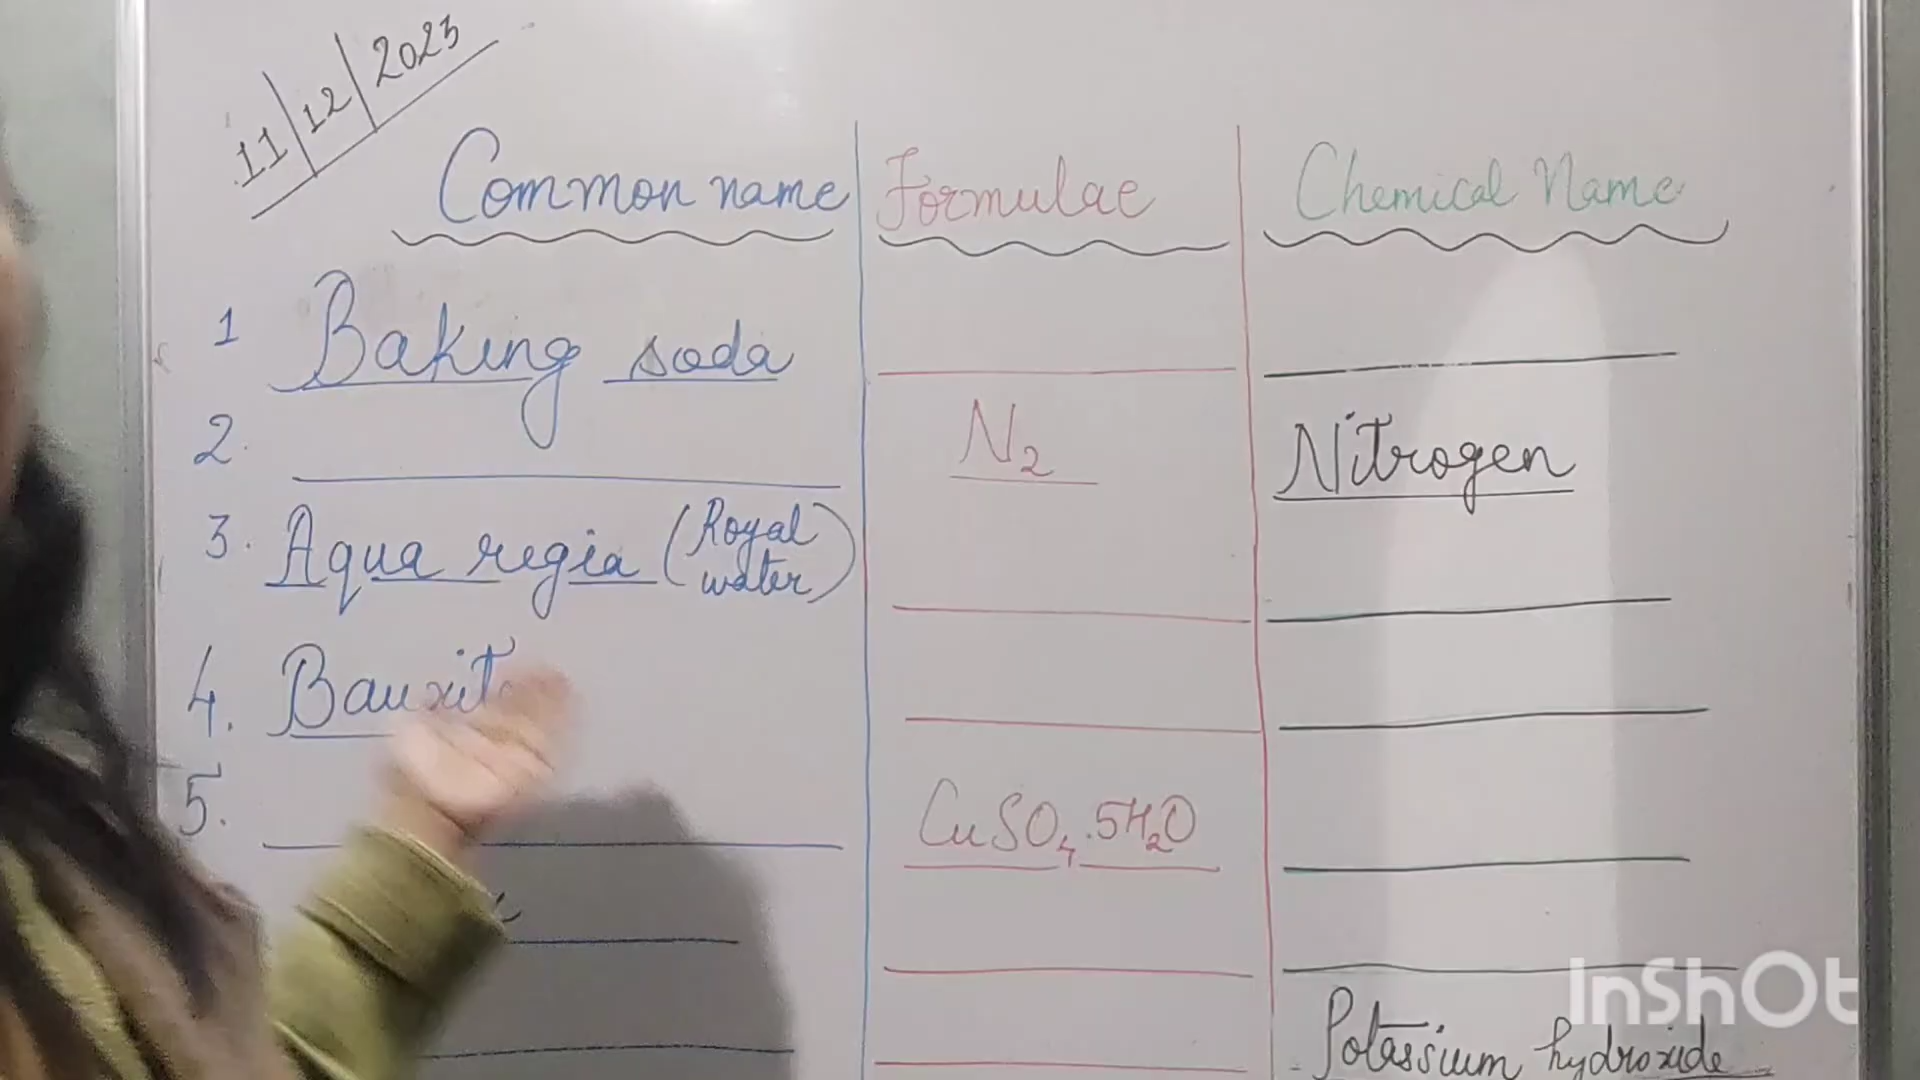 11/12/2023
Common name Formulae Chemical Name
1 Baking soda
2. N2 Nitrogen
3. Aqua regia (Royal water)
4. Bauxit
5. CuSO4.5H2O
Potassium hydroxide
InShOt